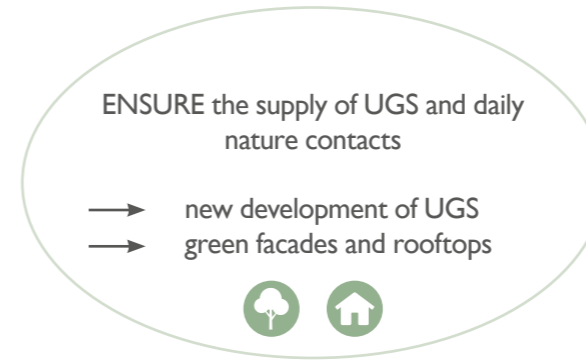 ENSURE the supply of UGS and daily
nature contacts
→ new development of UGS
→ green facades and rooftops